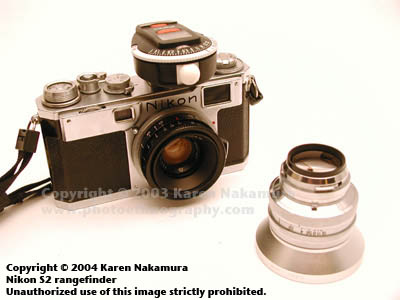 Nikon
Copyright © 2003 Karen Nakamura
www.photoethnography.com
Copyright © 2004 Karen Nakamura
Nikon S2 rangefinder
Unauthorized use of this image strictly prohibited.